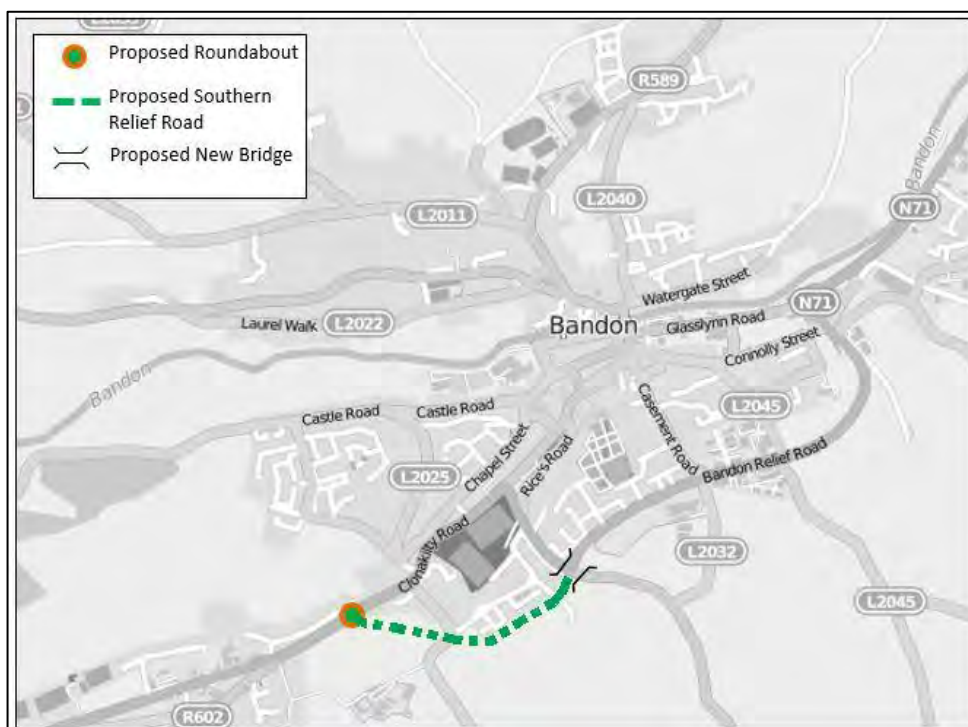 Proposed Roundabout
Proposed Southern
Relief Road
Proposed New Bridge
R589
Bandon
N71
L2011
L2040
Watergate Street
N71
Laurel Walk
L2022
Bandon
Glasslynn Road
Connolly Street
Bandon
Castle Road
Castle Road
Casement Road
L2045
Chapel Street
Rice's Road
Bandon Relief Road
L2025
Clonakilty Road
L2032
L2045
R602